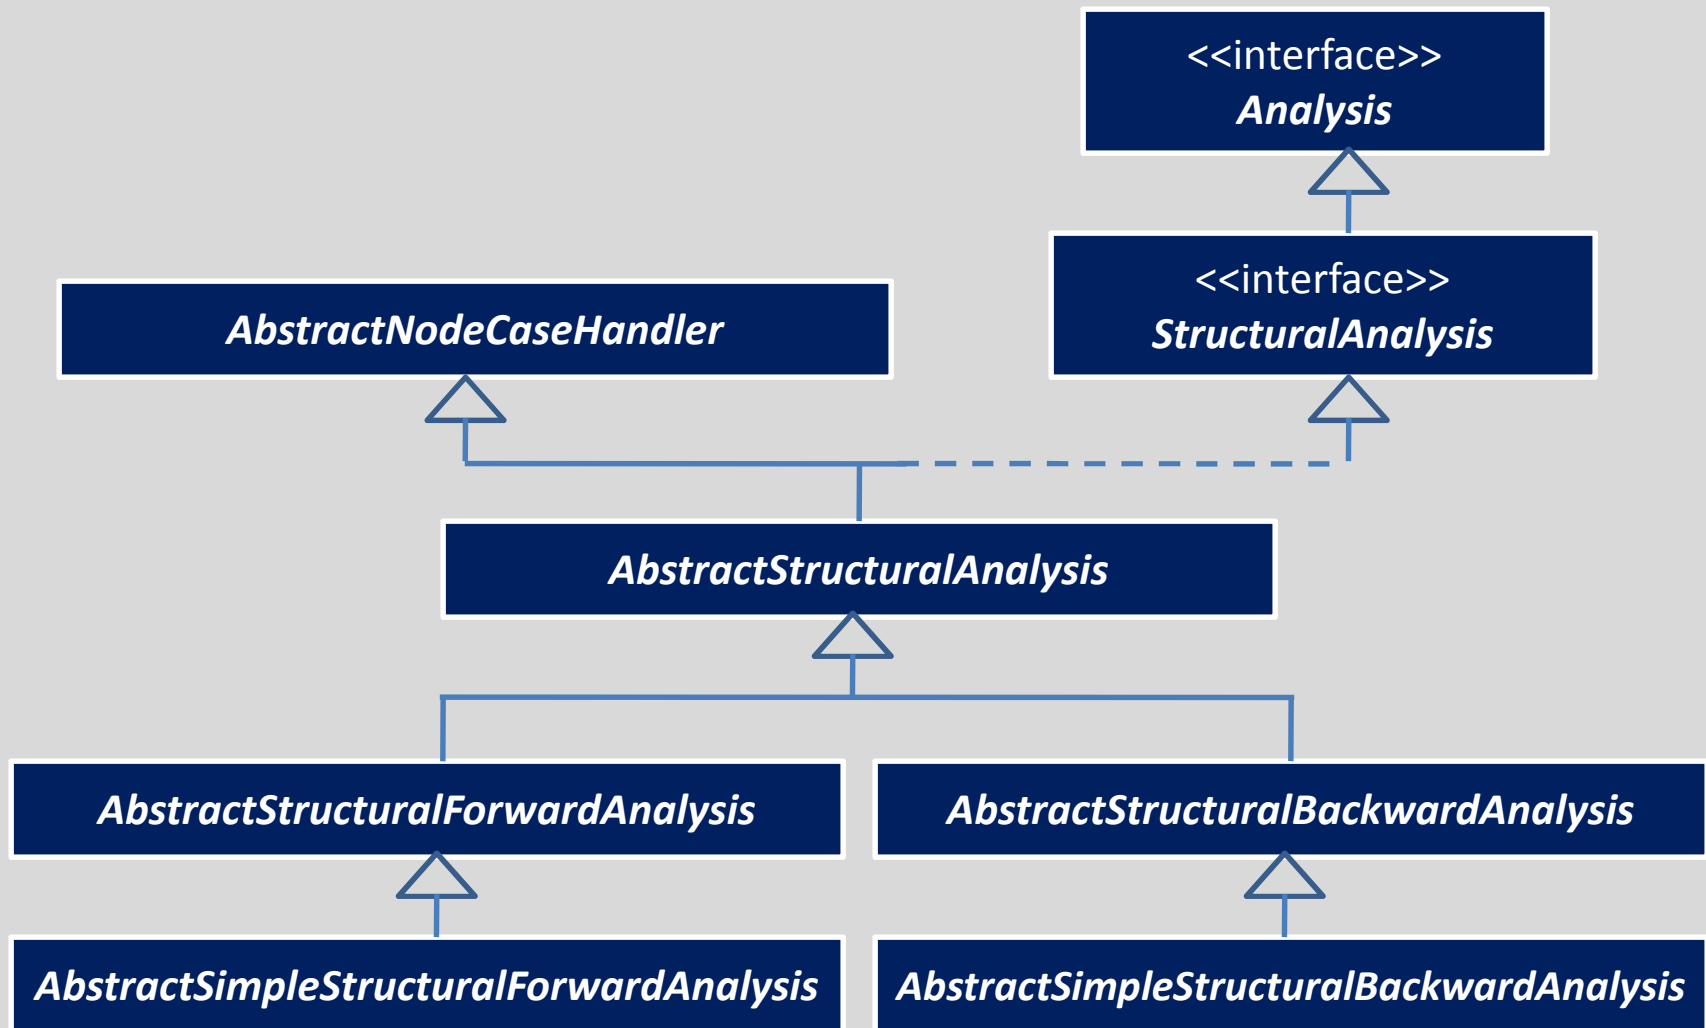 <<interface>>
Analysis
<<interface>>
StructuralAnalysis
AbstractNodeCaseHandler
AbstractStructuralAnalysis
AbstractStructuralForwardAnalysis
AbstractStructuralBackwardAnalysis
AbstractSimpleStructuralForwardAnalysis
AbstractSimpleStructuralBackwardAnalysis